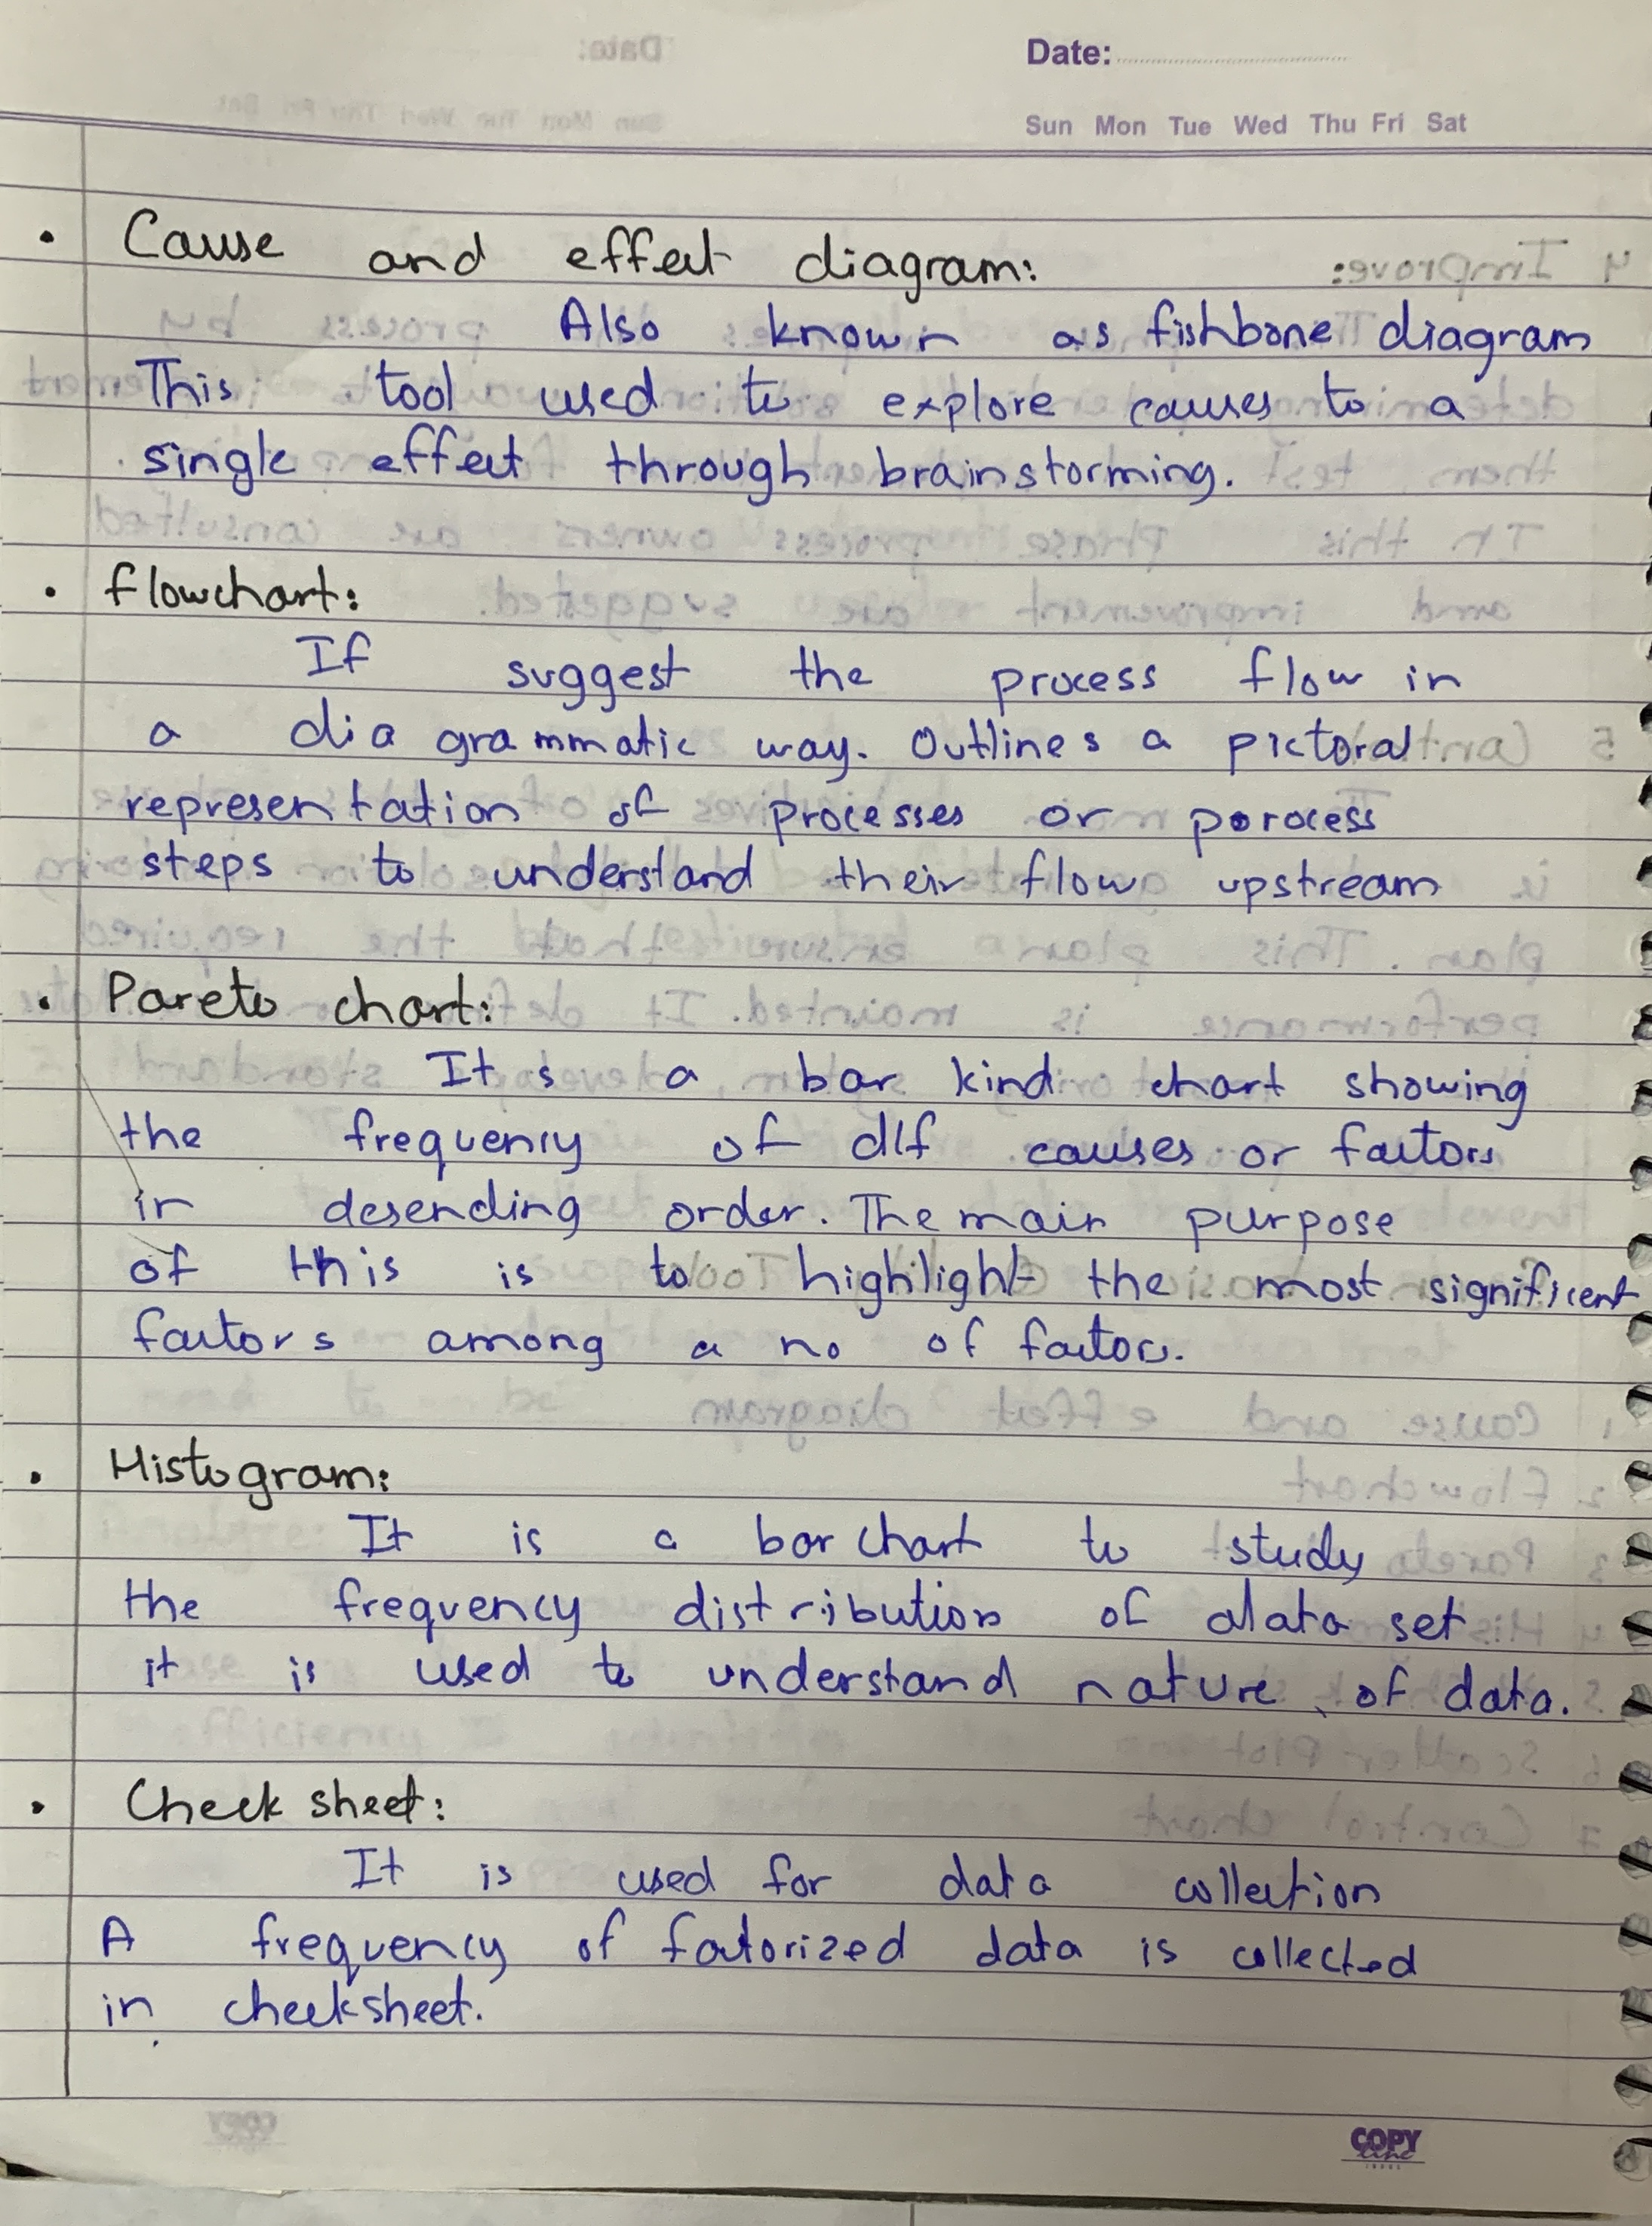 Date:
Sun Mon Tue Wed Thu Fri Sat
• Cause and effect diagram:
Also known as fishbone diagram
This tool used to explore causes to a
single effect through brainstorming.
• flowchart:
If suggest the process flow in
a diagrammatic way. Outlines a pictoral
representation of processes or porocess
steps to understand their flow upstream
• Pareto chart:
It s a bar kind chart showing
the frequency of dif causes or factors
in desending order. The main purpose
of this is to highlight the most significent
factors among a no of factors.
• Histogram:
It is a bar chart to study
the frequency distribution of data set
it is used to understand nature of data.
• Check sheet:
It is used for data collection
A frequency of factorized data is collected
in checksheet.
COPY
line